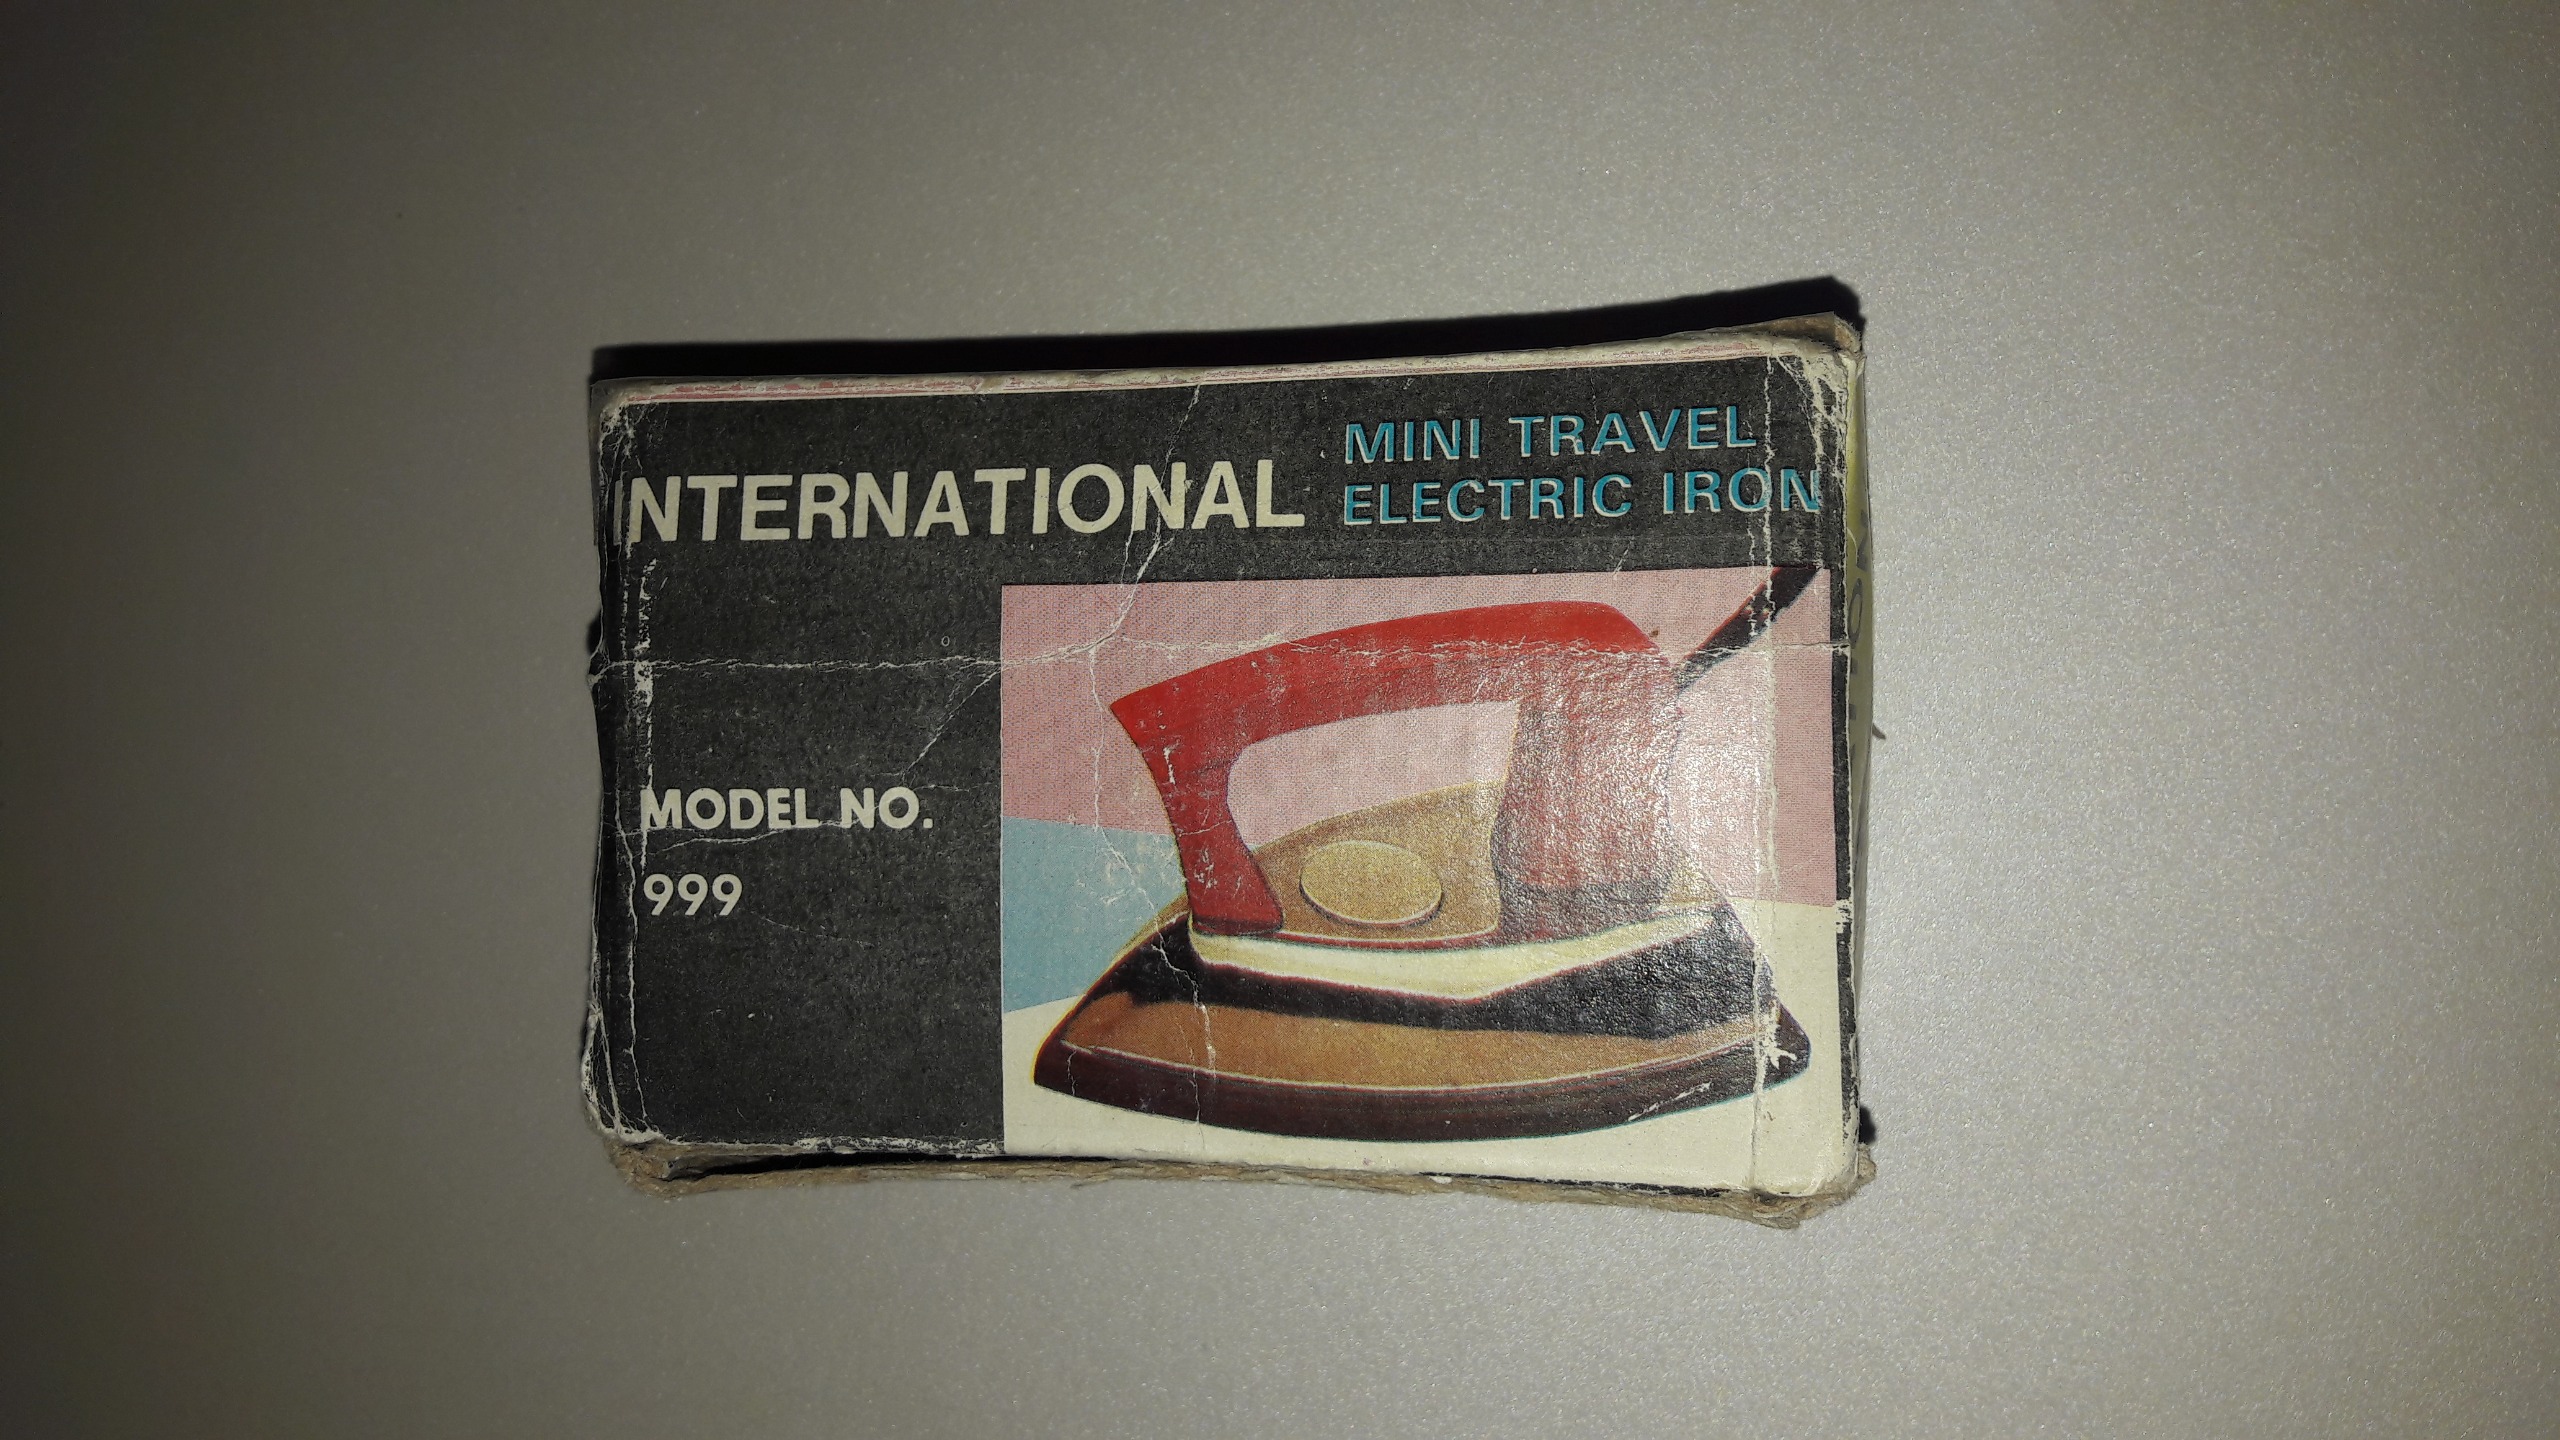 INTERNATIONAL
MINI TRAVEL
ELECTRIC IRON
MODEL NO.
999